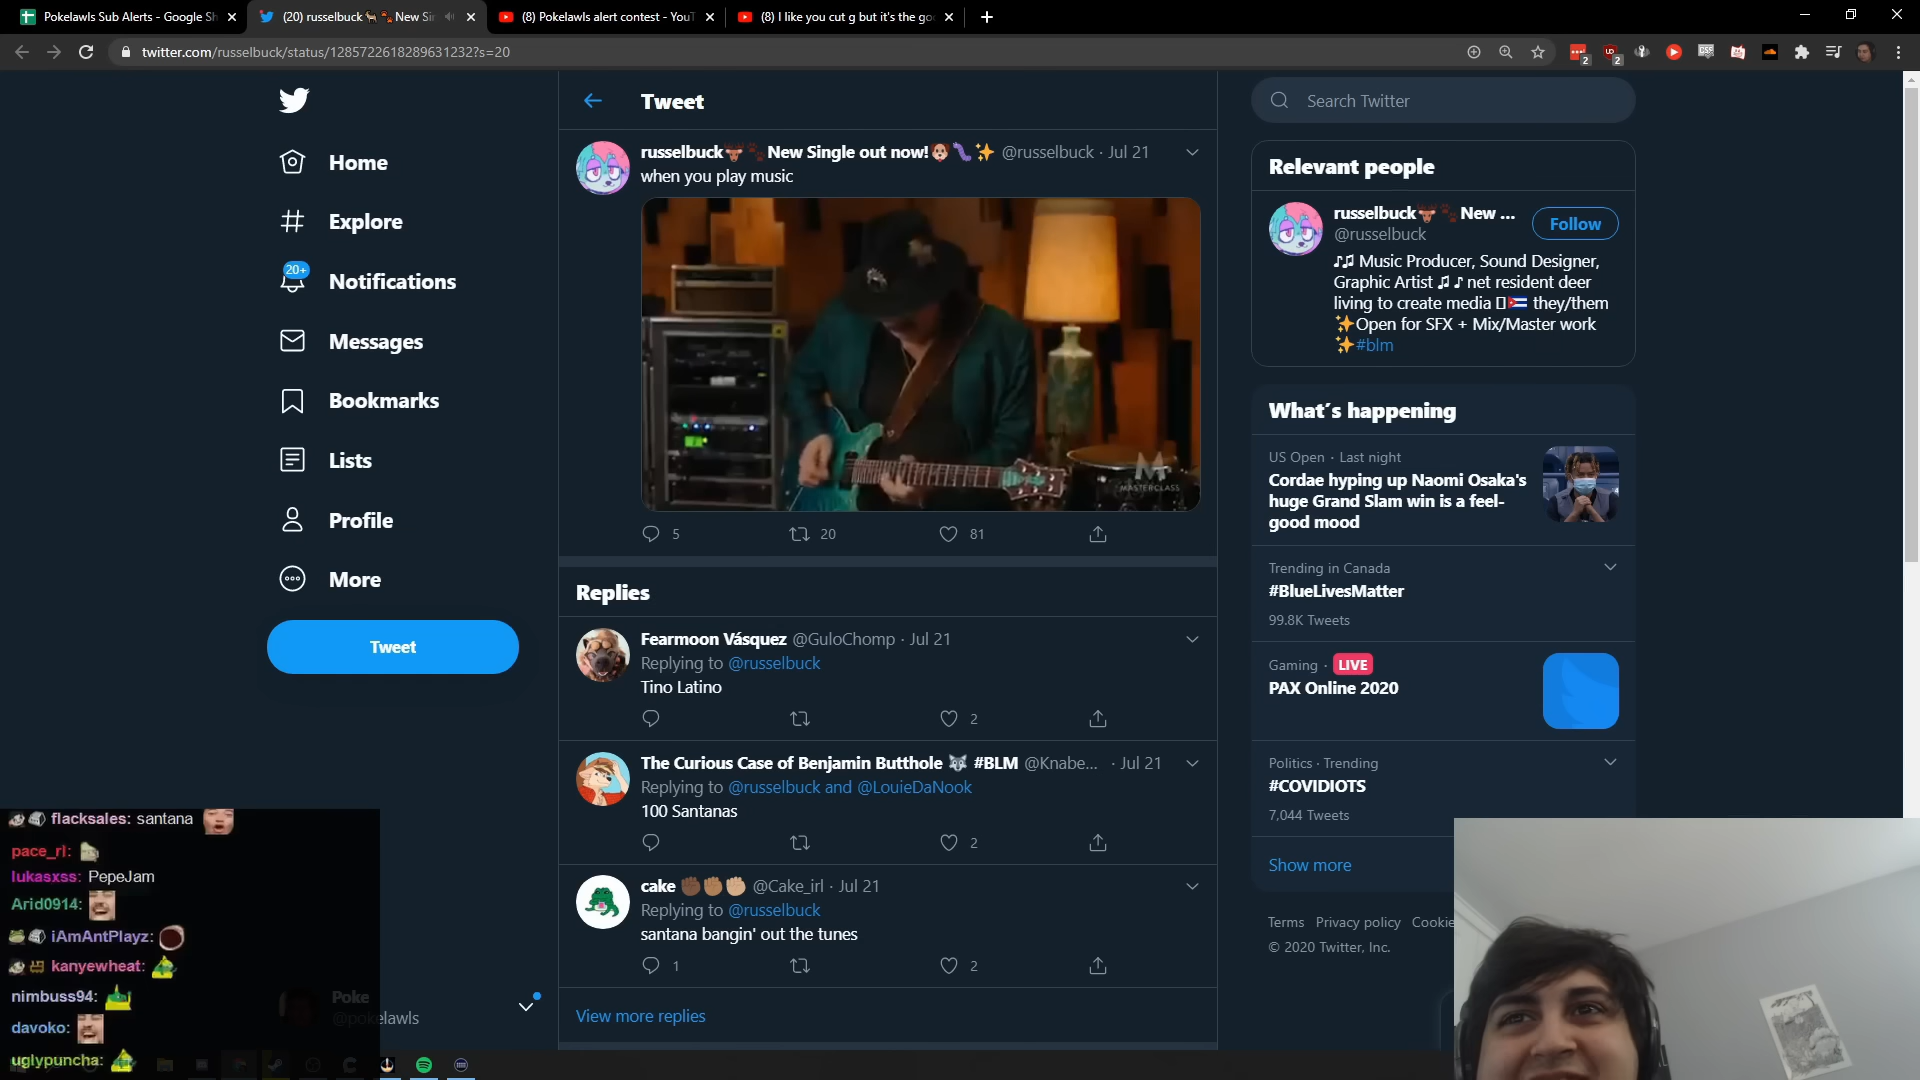 Pokelawls Sub Alerts - Google Sh
(20) russelbuck New Sin
(8) Pokelawls alert contest - YouT
(8) I like you cut g but it's the goo
twitter.com/russelbuck/status/1285722618289631232?s=20
Home
Explore
20+
Notifications
Messages
Bookmarks
Lists
Profile
More
Tweet
Poke
@pokelawls
Tweet
russelbuck New Single out now! @russelbuck · Jul 21
when you play music
MASTERCLASS
5 20 81
Replies
Fearmoon Vásquez @GuloChomp · Jul 21
Replying to @russelbuck
Tino Latino
2
The Curious Case of Benjamin Butthole #BLM @Knabe... · Jul 21
Replying to @russelbuck and @LouieDaNook
100 Santanas
2
cake @Cake_irl · Jul 21
Replying to @russelbuck
santana bangin' out the tunes
1 2
View more replies
Search Twitter
Relevant people
russelbuck New ...
@russelbuck
Follow
Music Producer, Sound Designer,
Graphic Artist net resident deer
living to create media they/them
Open for SFX + Mix/Master work
#blm
What's happening
US Open · Last night
Cordae hyping up Naomi Osaka's
huge Grand Slam win is a feel-
good mood
Trending in Canada
#BlueLivesMatter
99.8K Tweets
Gaming · LIVE
PAX Online 2020
Politics · Trending
#COVIDIOTS
7,044 Tweets
Show more
Terms Privacy policy Cookie
© 2020 Twitter, Inc.
flacksales: santana
pace_rl:
lukasxss: PepeJam
Arid0914:
iAmAntPlayz:
kanyewheat:
nimbuss94:
davoko:
uglypuncha: